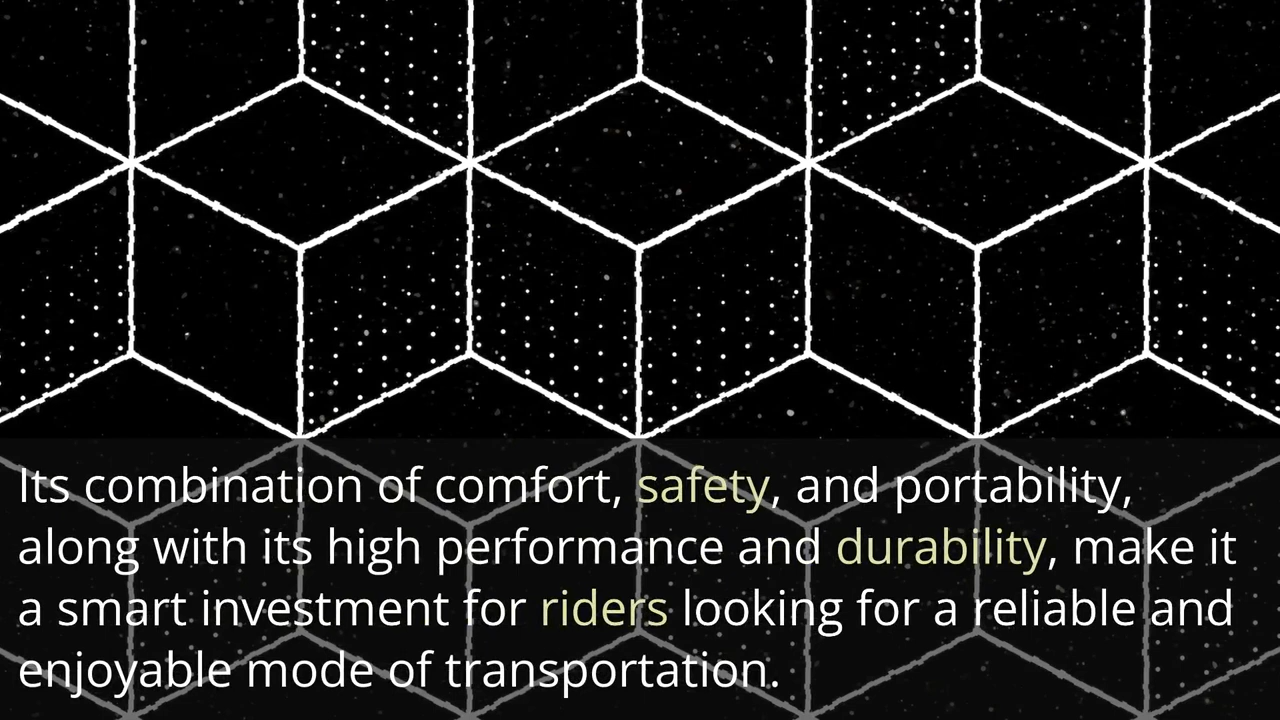 Its combination of comfort, safety, and portability,
along with its high performance and durability, make it
a smart investment for riders looking for a reliable and
enjoyable mode of transportation.